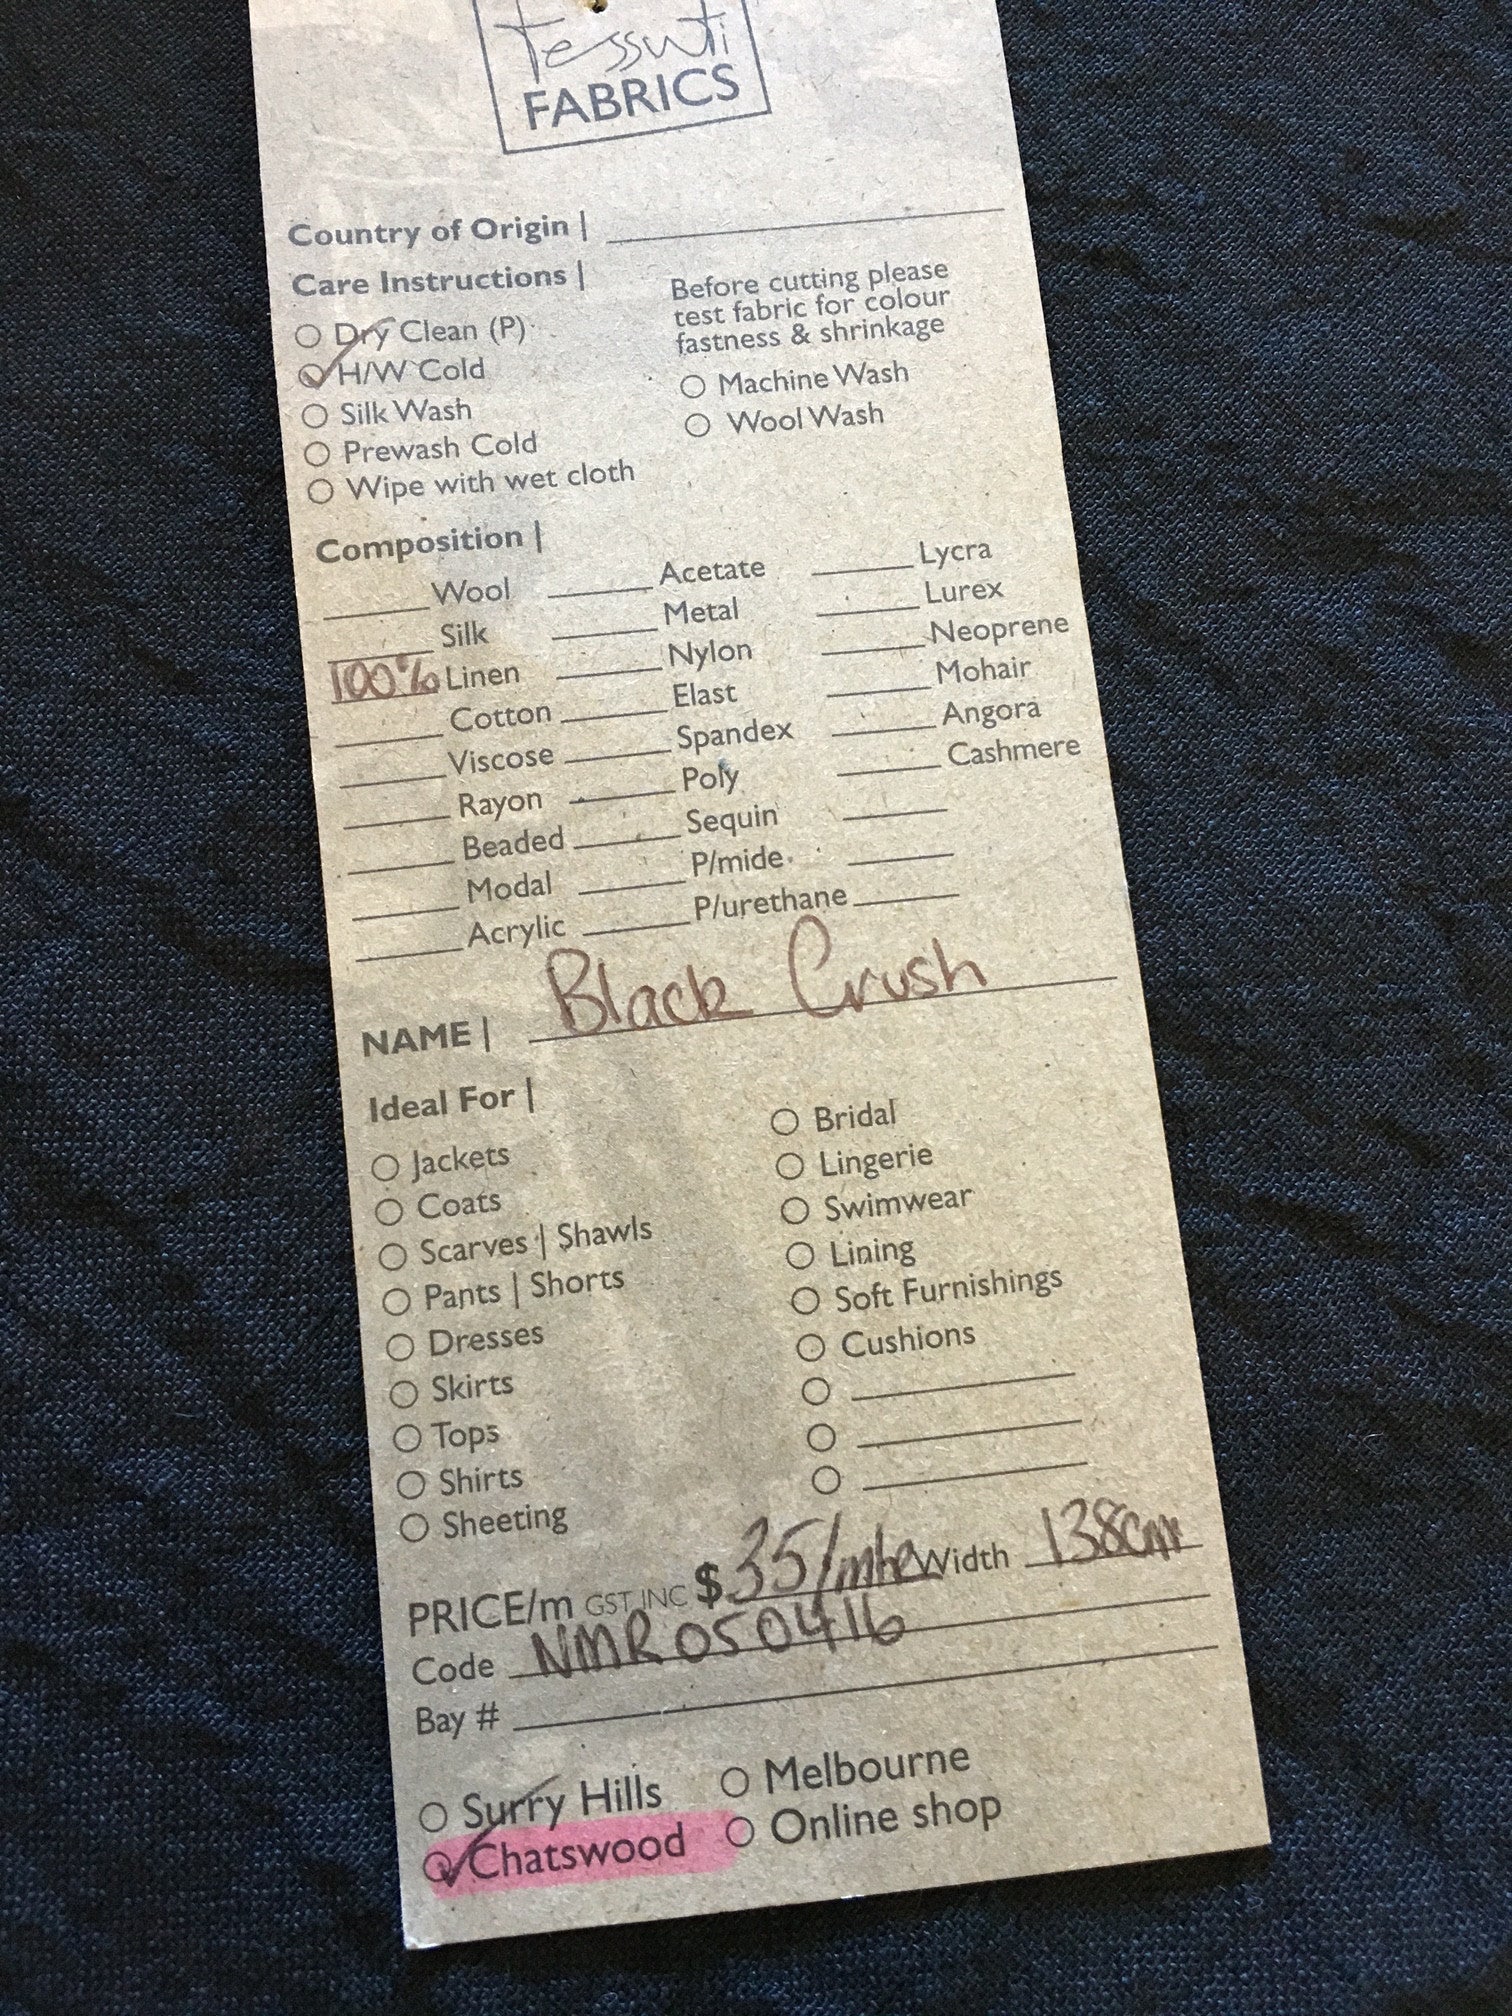 Tessuti
FABRICS
Country of Origin |
Care Instructions |
Before cutting please
test fabric for colour
fastness & shrinkage
Dry Clean (P)
H/W Cold
Silk Wash
Prewash Cold
Wipe with wet cloth
Machine Wash
Wool Wash
Composition |
Wool Acetate Lycra
Silk Metal Lurex
100% Linen Nylon Neoprene
Cotton Elast Mohair
Viscose Spandex Angora
Rayon Poly Cashmere
Beaded Sequin
Modal P/mide
Acrylic P/urethane
NAME | Black Crush
Ideal For |
Jackets
Coats
Scarves | Shawls
Pants | Shorts
Dresses
Skirts
Tops
Shirts
Sheeting
Bridal
Lingerie
Swimwear
Lining
Soft Furnishings
Cushions
PRICE/m GST INC $ 35/mtre Width 138cm
Code NMR050416
Bay #
Surry Hills Melbourne
Chatswood Online shop